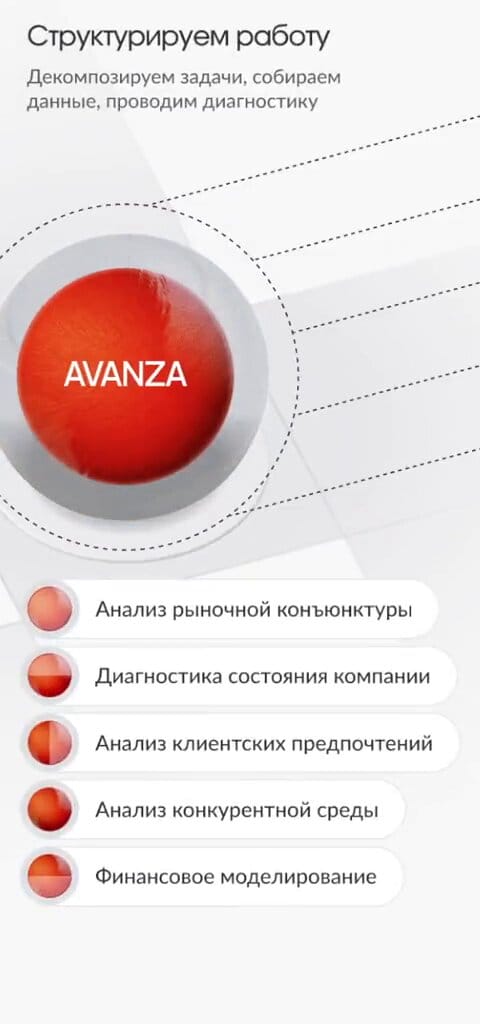 Структурируем работу
Декомпозируем задачи, собираем
данные, проводим диагностику
AVANZA
Анализ рыночной конъюнктуры
Диагностика состояния компании
Анализ клиентских предпочтений
Анализ конкурентной среды
Финансовое моделирование